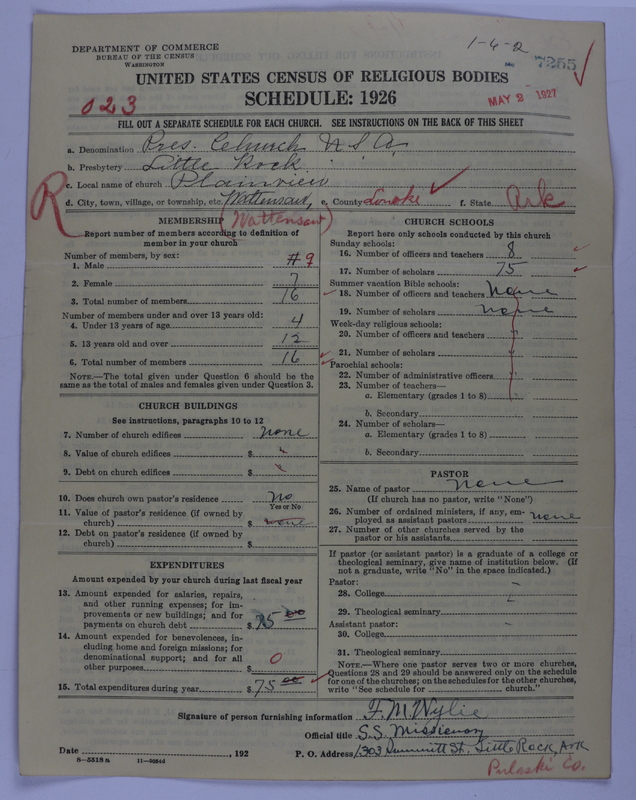 DEPARTMENT OF COMMERCE
BUREAU OF THE CENSUS
WASHINGTON
1-6-2
No. 7255
UNITED STATES CENSUS OF RELIGIOUS BODIES
SCHEDULE: 1926
023
MAY 2 1927
FILL OUT A SEPARATE SCHEDULE FOR EACH CHURCH. SEE INSTRUCTIONS ON THE BACK OF THIS SHEET
a. Denomination Pres. Church U S A.
b. Presbytery Little Rock
c. Local name of church Plainview
d. City, town, village, or township, etc. Wattensaw, e. County Lonoke f. State Ark
R
(Wattensaw)
MEMBERSHIP
Report number of members according to definition of
member in your church
Number of members, by sex:
1. Male 9
2. Female 7
3. Total number of members 16
Number of members under and over 13 years old:
4. Under 13 years of age 4
5. 13 years old and over 12
6. Total number of members 16
NOTE.—The total given under Question 6 should be the
same as the total of males and females given under Question 3.
CHURCH BUILDINGS
See instructions, paragraphs 10 to 12
7. Number of church edifices none
8. Value of church edifices $ "
9. Debt on church edifices $ "
10. Does church own pastor's residence No
Yes or No
11. Value of pastor's residence (if owned by
church) $ none
12. Debt on pastor's residence (if owned by
church) $
EXPENDITURES
Amount expended by your church during last fiscal year
13. Amount expended for salaries, repairs,
and other running expenses; for im-
provements or new buildings; and for
payments on church debt $ 75 00
14. Amount expended for benevolences, in-
cluding home and foreign missions; for
denominational support; and for all
other purposes $ 0
15. Total expenditures during year $ 75 00
CHURCH SCHOOLS
Report here only schools conducted by this church
Sunday schools:
16. Number of officers and teachers 8
17. Number of scholars 75
Summer vacation Bible schools:
18. Number of officers and teachers None
19. Number of scholars none
Week-day religious schools:
20. Number of officers and teachers "
21. Number of scholars "
Parochial schools:
22. Number of administrative officers "
23. Number of teachers—
a. Elementary (grades 1 to 8) "
b. Secondary
24. Number of scholars—
a. Elementary (grades 1 to 8)
b. Secondary
PASTOR
25. Name of pastor None
(If church has no pastor, write "None")
26. Number of ordained ministers, if any, em-
ployed as assistant pastors none
27. Number of other churches served by the
pastor or his assistants
If pastor (or assistant pastor) is a graduate of a college or
theological seminary, give name of institution below. (If
not a graduate, write "No" in the space indicated.)
Pastor:
28. College
29. Theological seminary
Assistant pastor:
30. College
31. Theological seminary
NOTE.—Where one pastor serves two or more churches,
Questions 28 and 29 should be answered only on the schedule
for one of the churches; on the schedules for the other churches,
write "See schedule for church."
Signature of person furnishing information F. M. Wylie
Official title S.S. Missionary
Date , 192 P. O. Address 1303 Summitt St. Little Rock, Ark
8-5518 a
Pulaski Co.